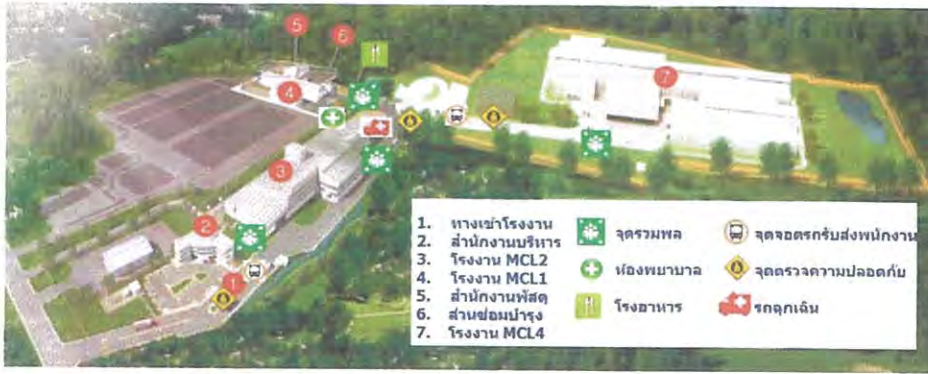 5
6
4
7
3
2
1
1. ทางเข้าโรงงาน
2. สำนักงานบริหาร
3. โรงงาน MCL2
4. โรงงาน MCL1
5. สำนักงานพัสดุ
6. ส่วนซ่อมบำรุง
7. โรงงาน MCL4
จุดรวมพล
ห้องพยาบาล
โรงอาหาร
จุดจอดรถรับส่งพนักงาน
จุดตรวจความปลอดภัย
รถฉุกเฉิน